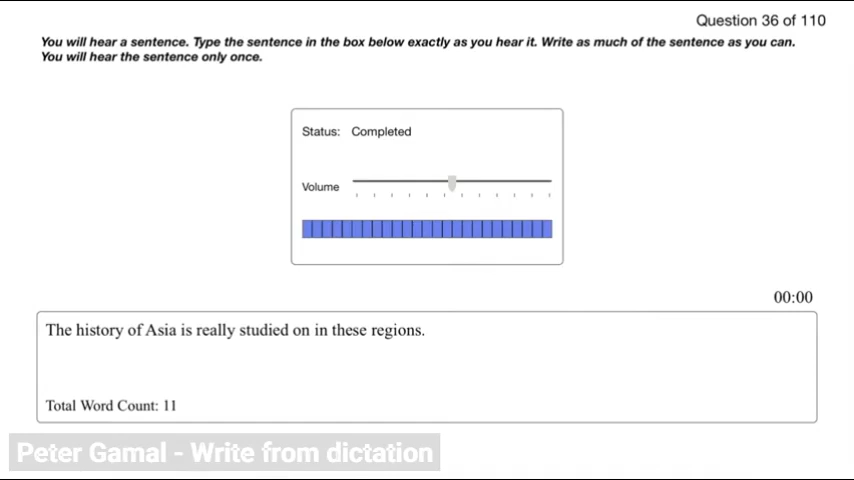 Question 36 of 110
You will hear a sentence. Type the sentence in the box below exactly as you hear it. Write as much of the sentence as you can.
You will hear the sentence only once.
Status: Completed
Volume
00:00
The history of Asia is really studied on in these regions.
Total Word Count: 11
Peter Gamal - Write from dictation